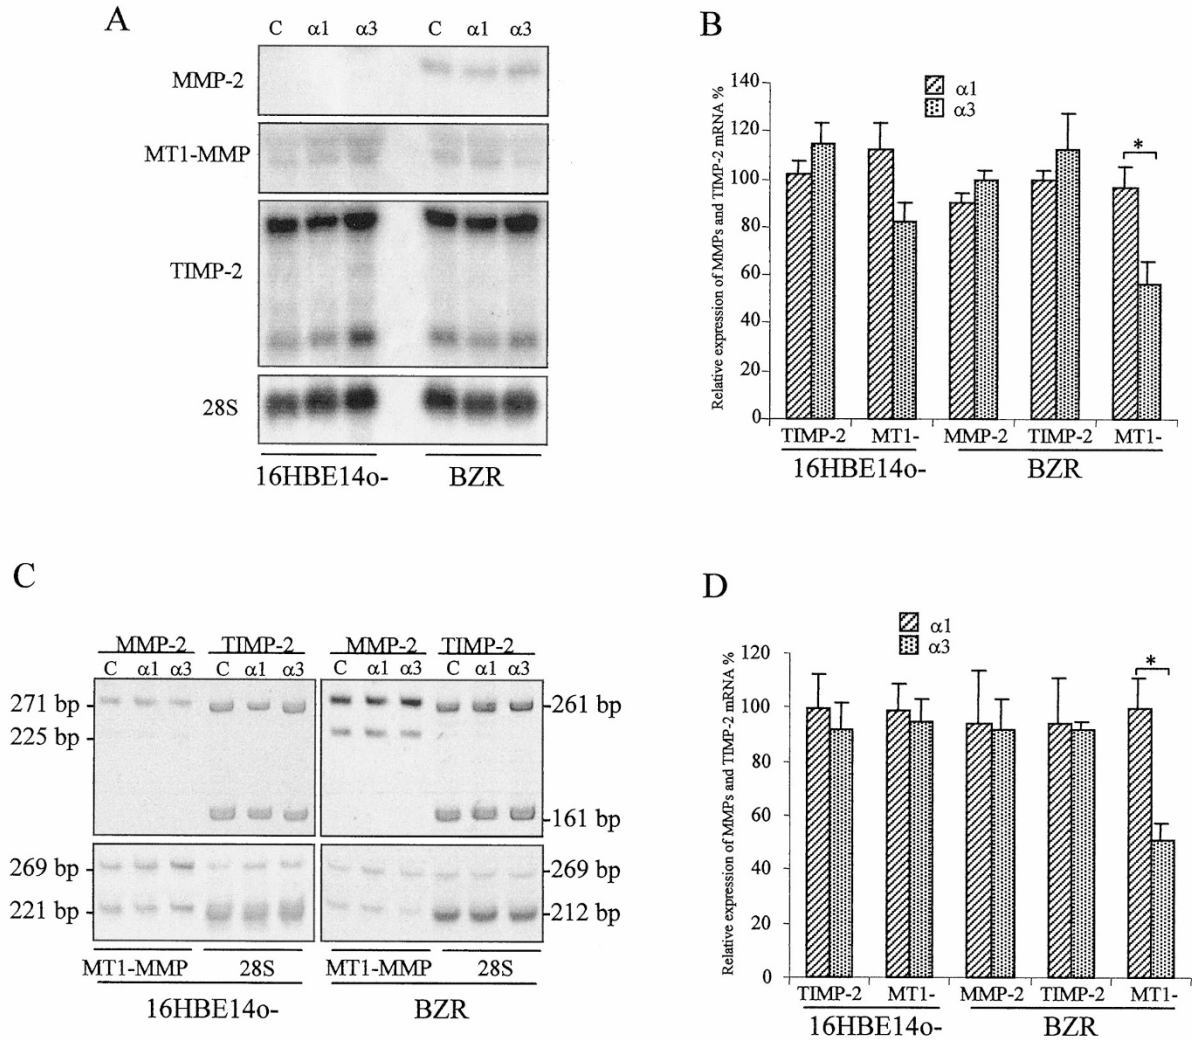 A
C α1 α3 C α1 α3
MMP-2
MT1-MMP
TIMP-2
28S
16HBE14o- BZR
B
α1
α3
Relative expression of MMPs and TIMP-2 mRNA %
140
120
100
80
60
40
20
0
*
TIMP-2 MT1- MMP-2 TIMP-2 MT1-
16HBE14o- BZR
C
MMP-2 TIMP-2 MMP-2 TIMP-2
C α1 α3 C α1 α3 C α1 α3 C α1 α3
271 bp -261 bp
225 bp
-161 bp
269 bp -269 bp
221 bp -212 bp
MT1-MMP 28S MT1-MMP 28S
16HBE14o- BZR
D
α1
α3
Relative expression of MMPs and TIMP-2 mRNA %
120
100
80
60
40
20
0
*
TIMP-2 MT1- MMP-2 TIMP-2 MT1-
16HBE14o- BZR